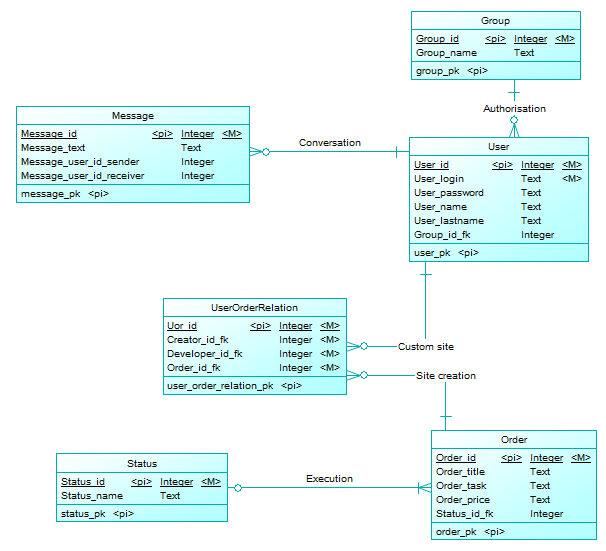 Group
Group_id <pi> Integer <M>
Group_name Text
group_pk <pi>
Authorisation
Message
Message_id <pi> Integer <M>
Message_text Text
Message_user_id_sender Integer
Message_user_id_receiver Integer
message_pk <pi>
Conversation
User
User_id <pi> Integer <M>
User_login Text <M>
User_password Text
User_name Text
User_lastname Text
Group_id_fk Integer
user_pk <pi>
UserOrderRelation
Uor_id <pi> Integer <M>
Creator_id_fk Integer <M>
Developer_id_fk Integer <M>
Order_id_fk Integer <M>
user_order_relation_pk <pi>
Custom site
Site creation
Status
Status_id <pi> Integer <M>
Status_name Text
status_pk <pi>
Execution
Order
Order_id <pi> Integer <M>
Order_title Text
Order_task Text
Order_price Text
Status_id_fk Integer
order_pk <pi>